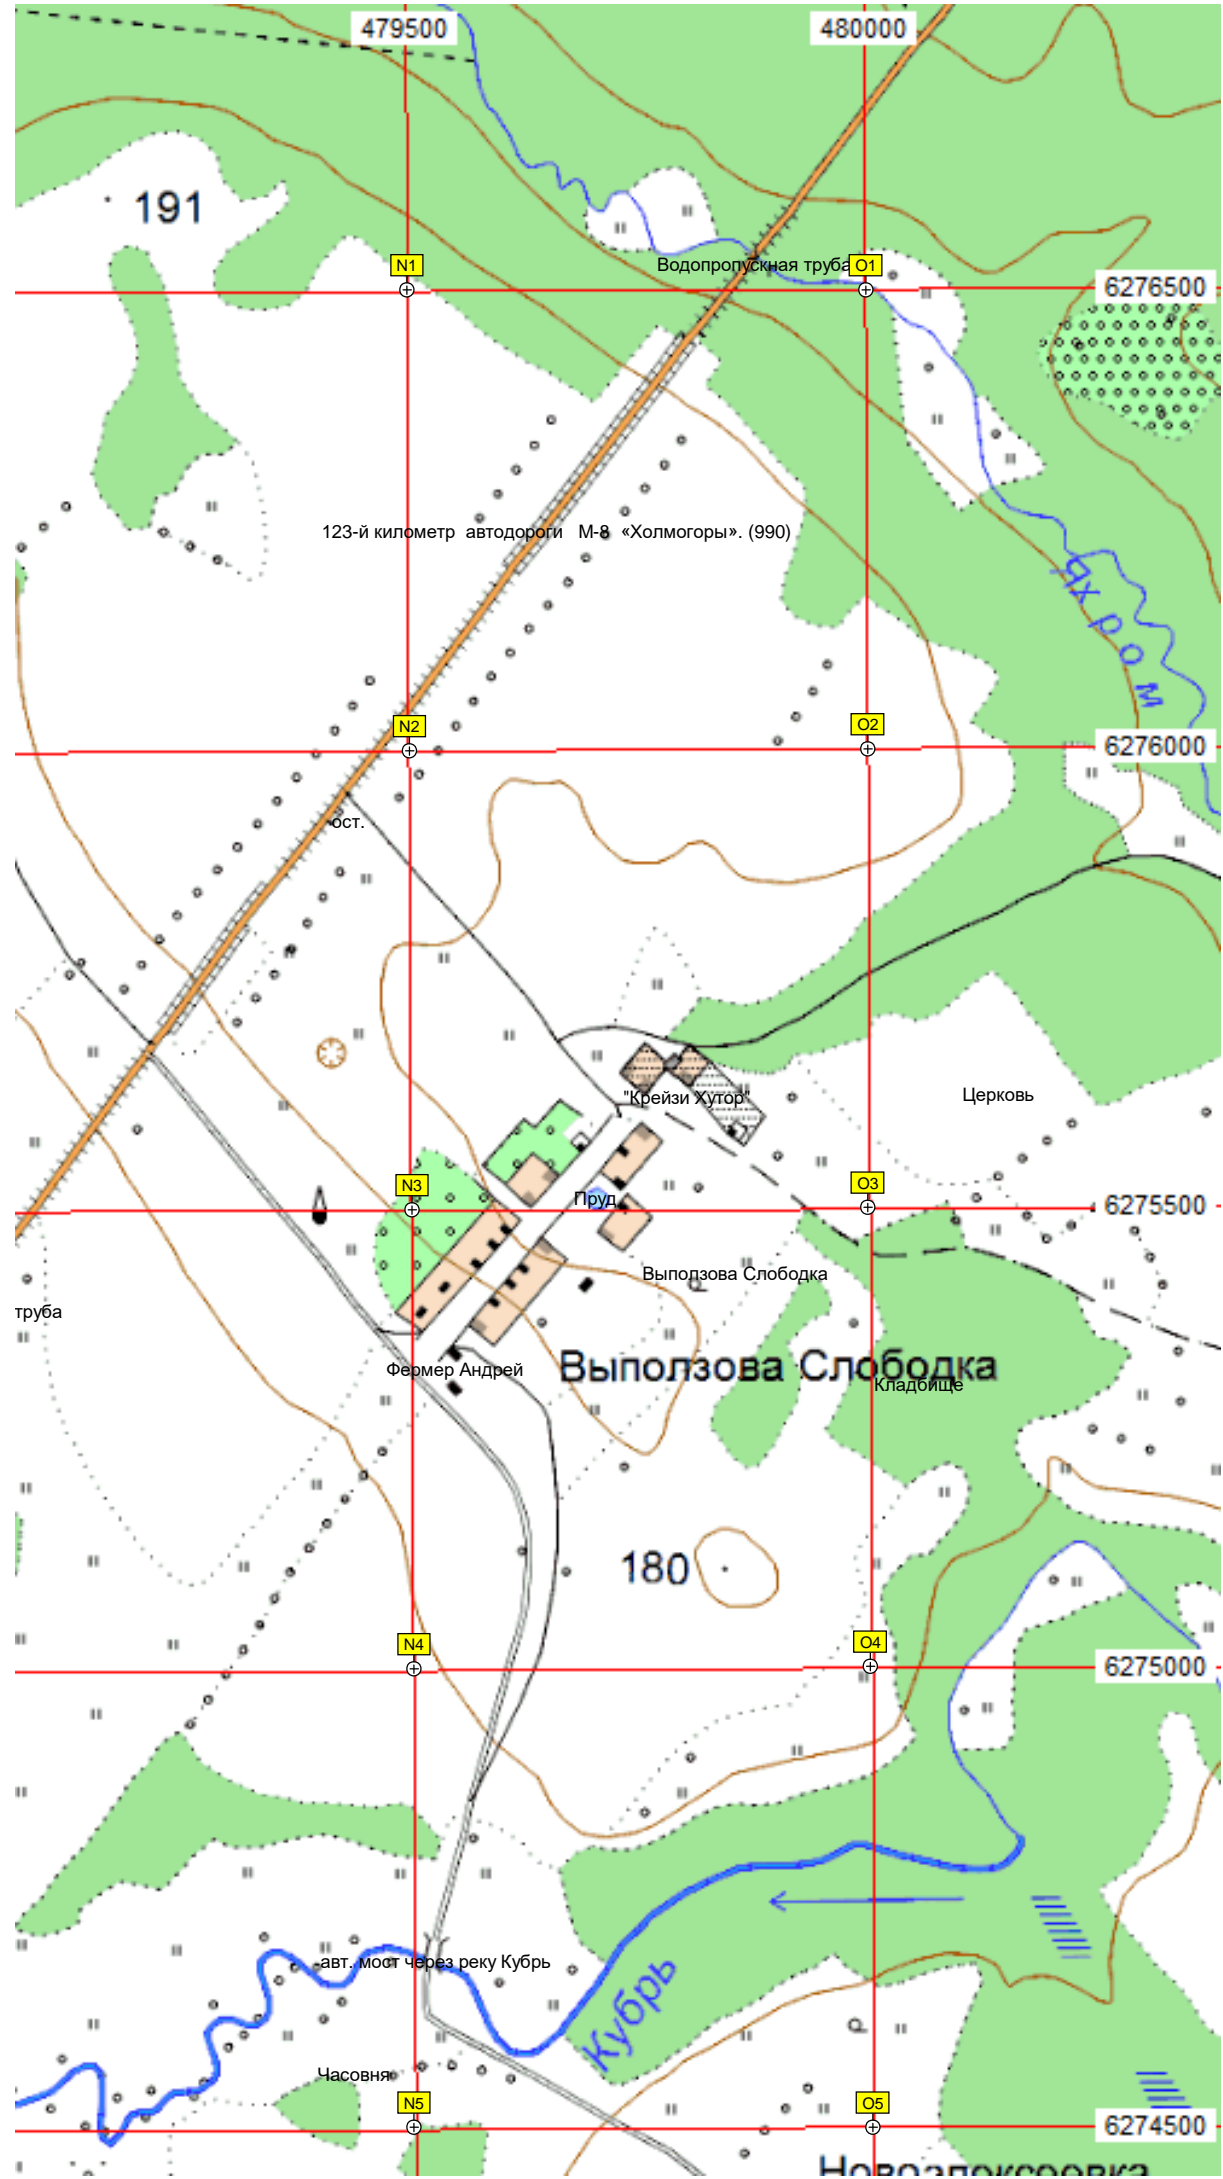 479500
480000
191
N1
Водопропускная труба
O1
6276500
123-й километр автодороги М-8 «Холмогоры». (990)
Яхром
N2
O2
6276000
ост.
"Крейзи Хутор"
Церковь
N3
Пруд
O3
6275500
Выползова Слободка
труба
Фермер Андрей
Выползова Слободка
Кладбище
180
N4
O4
6275000
авт. мост через реку Кубрь
Кубрь
Часовня
N5
O5
6274500